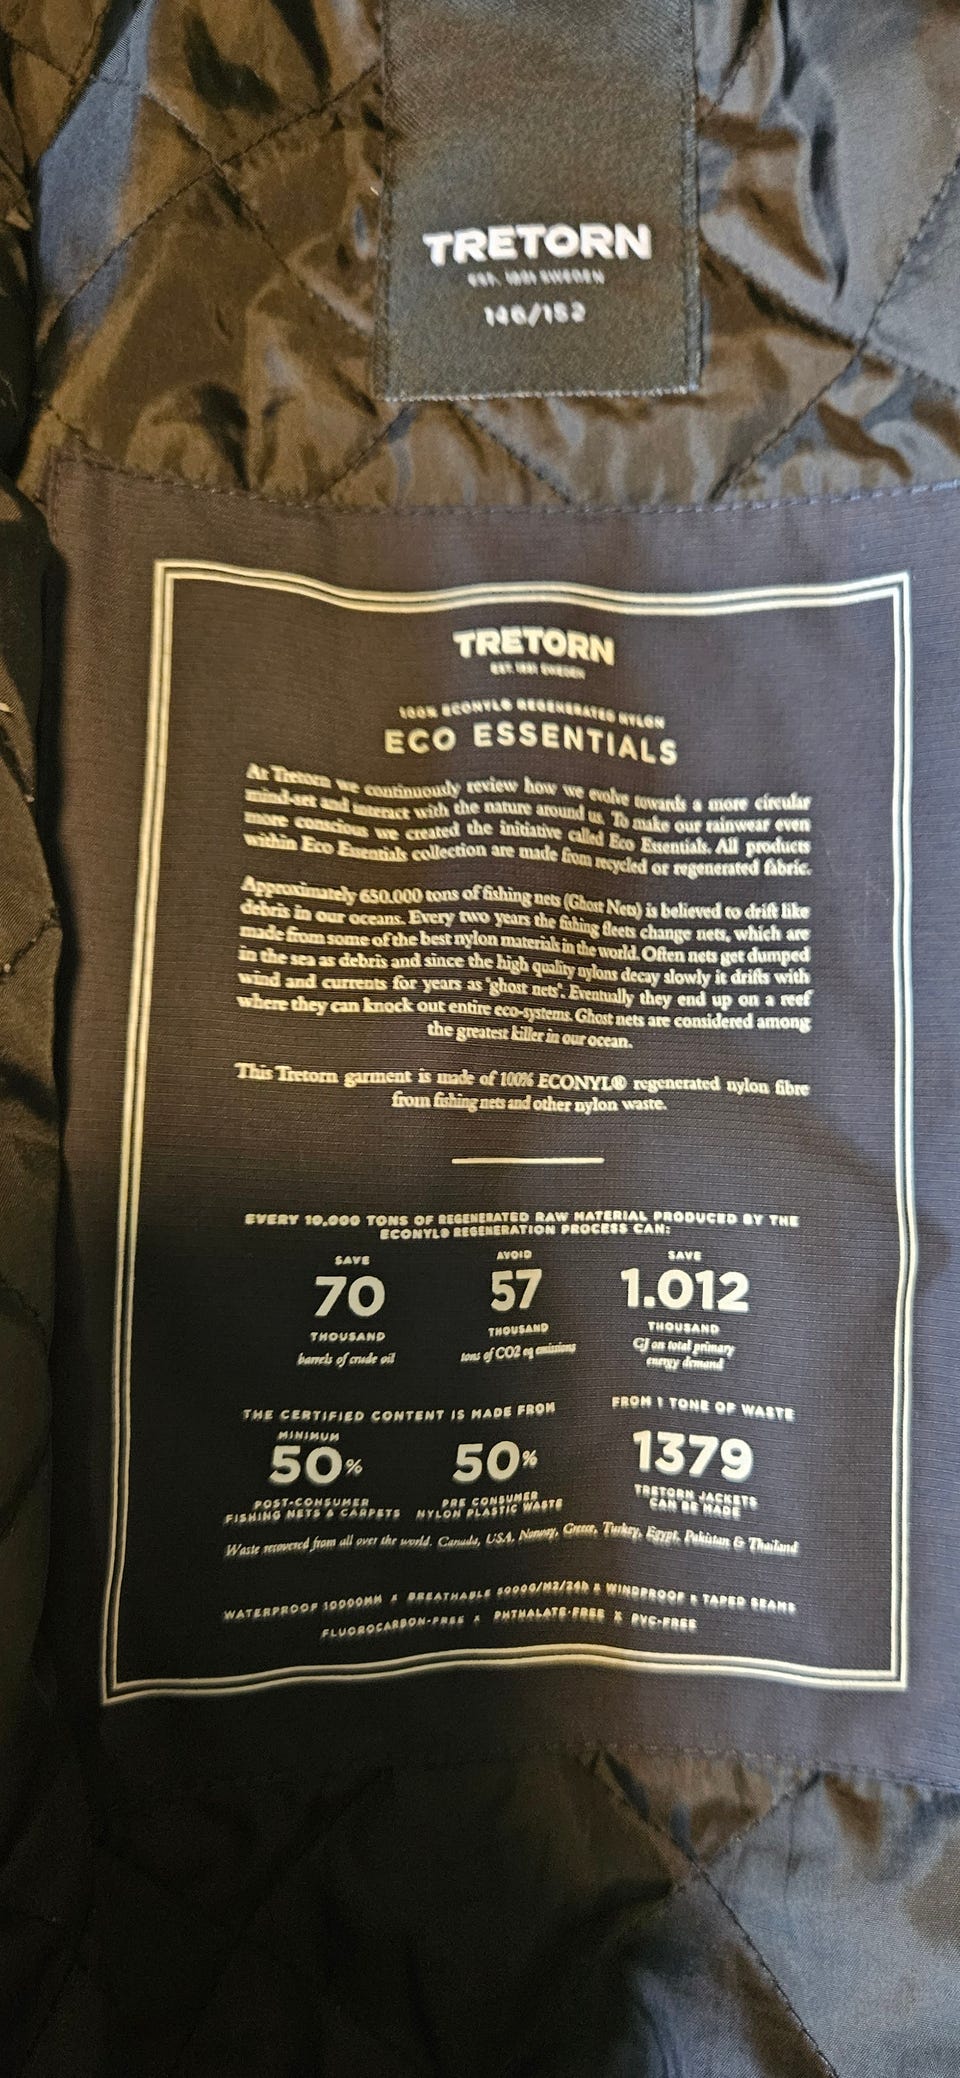 TRETORN
EST. 1891 SWEDEN
146/152
TRETORN
EST. 1891 SWEDEN
100% ECONYL® REGENERATED NYLON
ECO ESSENTIALS
At Tretorn we continuously review how we evolve towards a more circular
mind-set and interact with the nature around us. To make our rainwear even
more conscious we created the initiative called Eco Essentials. All products
within Eco Essentials collection are made from recycled or regenerated fabric.
Approximately 650.000 tons of fishing nets (Ghost Nets) is believed to drift like
debris in our oceans. Every two years the fishing fleets change nets, which are
made from some of the best nylon materials in the world. Often nets get dumped
in the sea as debris and since the high quality nylons decay slowly it drifts with
wind and currents for years as 'ghost nets'. Eventually they end up on a reef
where they can knock out entire eco-systems. Ghost nets are considered among
the greatest killer in our ocean.
This Tretorn garment is made of 100% ECONYL® regenerated nylon fibre
from fishing nets and other nylon waste.
EVERY 10.000 TONS OF REGENERATED RAW MATERIAL PRODUCED BY THE
ECONYL® REGENERATION PROCESS CAN:
SAVE
70
THOUSAND
barrels of crude oil
AVOID
57
THOUSAND
tons of CO2 eq emissions
SAVE
1.012
THOUSAND
GJ on total primary
energy demand
THE CERTIFIED CONTENT IS MADE FROM
MINIMUM
50%
POST-CONSUMER
FISHING NETS & CARPETS
50%
PRE CONSUMER
NYLON PLASTIC WASTE
FROM 1 TONE OF WASTE
1379
TRETORN JACKETS
CAN BE MADE
Waste recovered from all over the world. Canada, USA, Norway, Greece, Turkey, Egypt, Pakistan & Thailand
WATERPROOF 10000MM x BREATHABLE 5000G/M2/24h x WINDPROOF x TAPED SEAMS
FLUOROCARBON-FREE x PHTHALATE-FREE x PVC-FREE